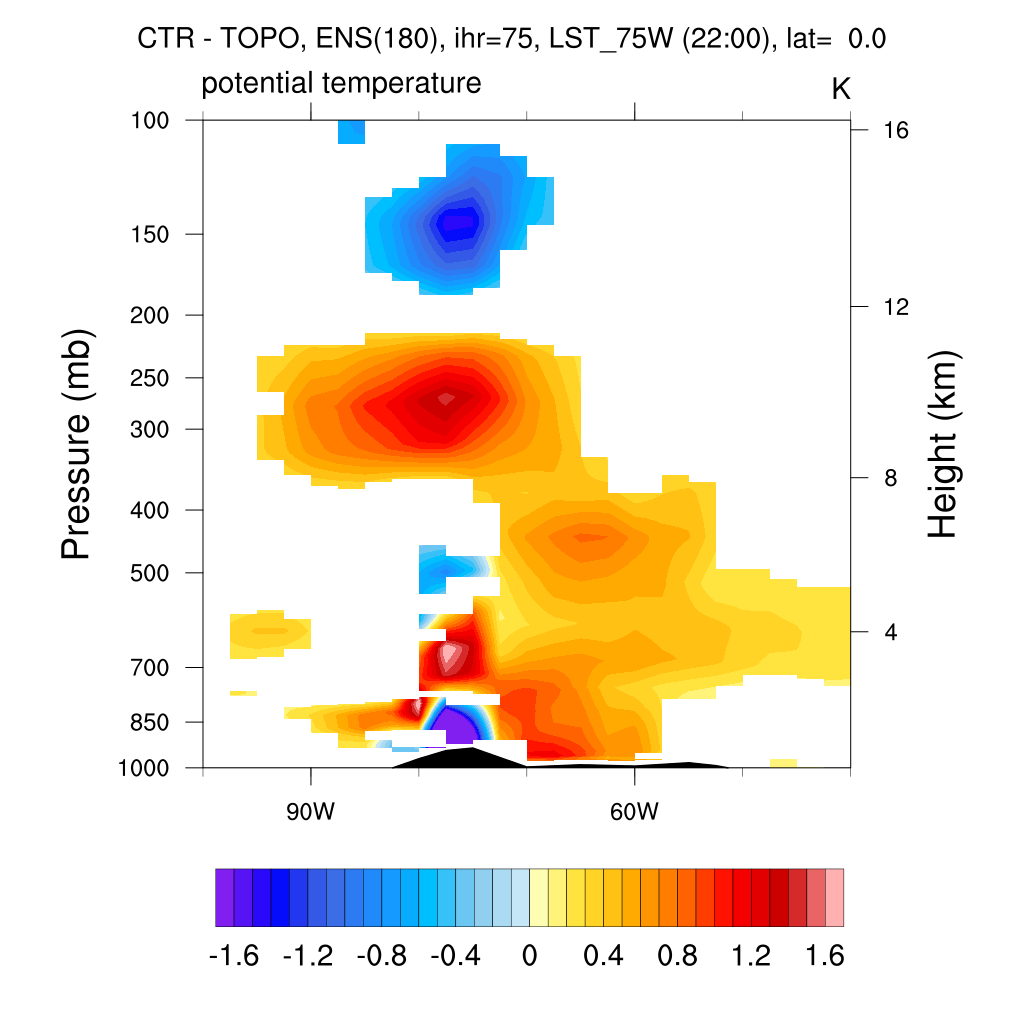 CTR - TOPO, ENS(180), ihr=75, LST_75W (22:00), lat=  0.0
potential temperature K
100
150
200
250
300
400
500
700
850
1000
Pressure (mb)
16
12
8
4
Height (km)
90W 60W
-1.6 -1.2 -0.8 -0.4 0 0.4 0.8 1.2 1.6